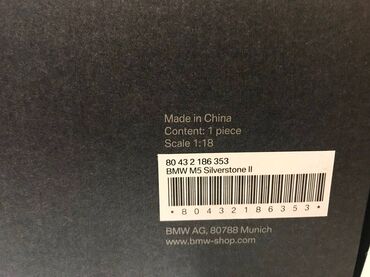 Made in China
Content: 1 piece
Scale 1:18
80 43 2 186 353
BMW M5 Silverstone II
* 8 0 4 3 2 1 8 6 3 5 3 *
BMW AG, 80788 Munich
www.bmw-shop.com